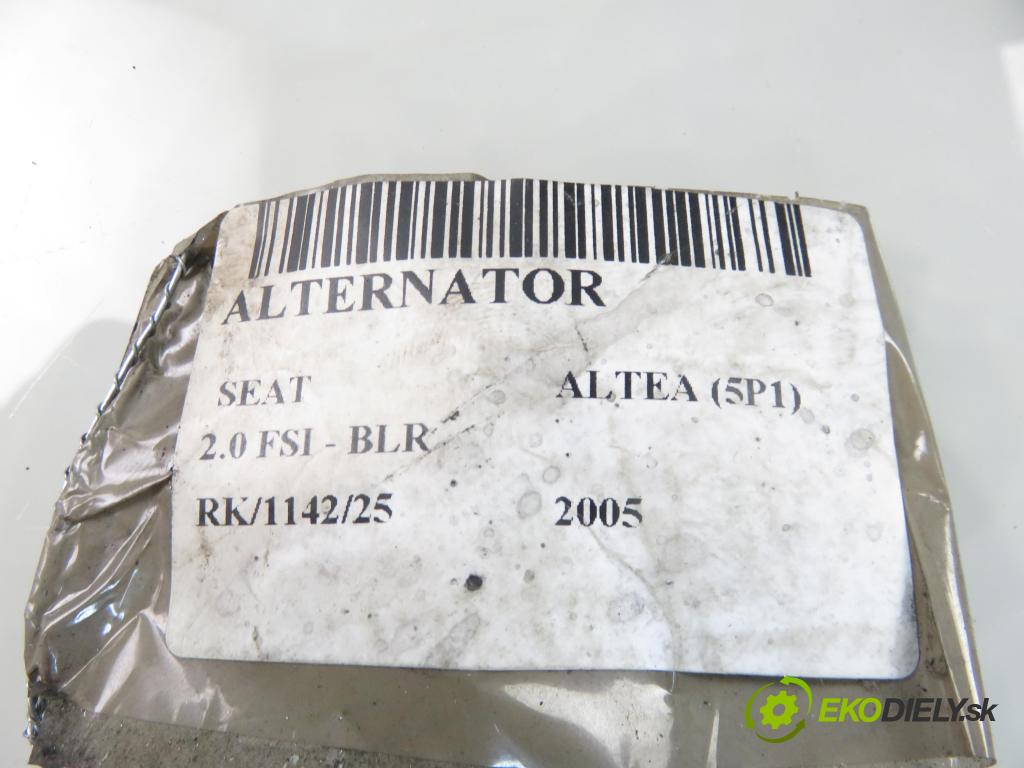 ALTERNATOR
SEAT ALTEA (5P1)
2.0 FSI - BLR
RK/1142/25 2005
EKODIELY.sk